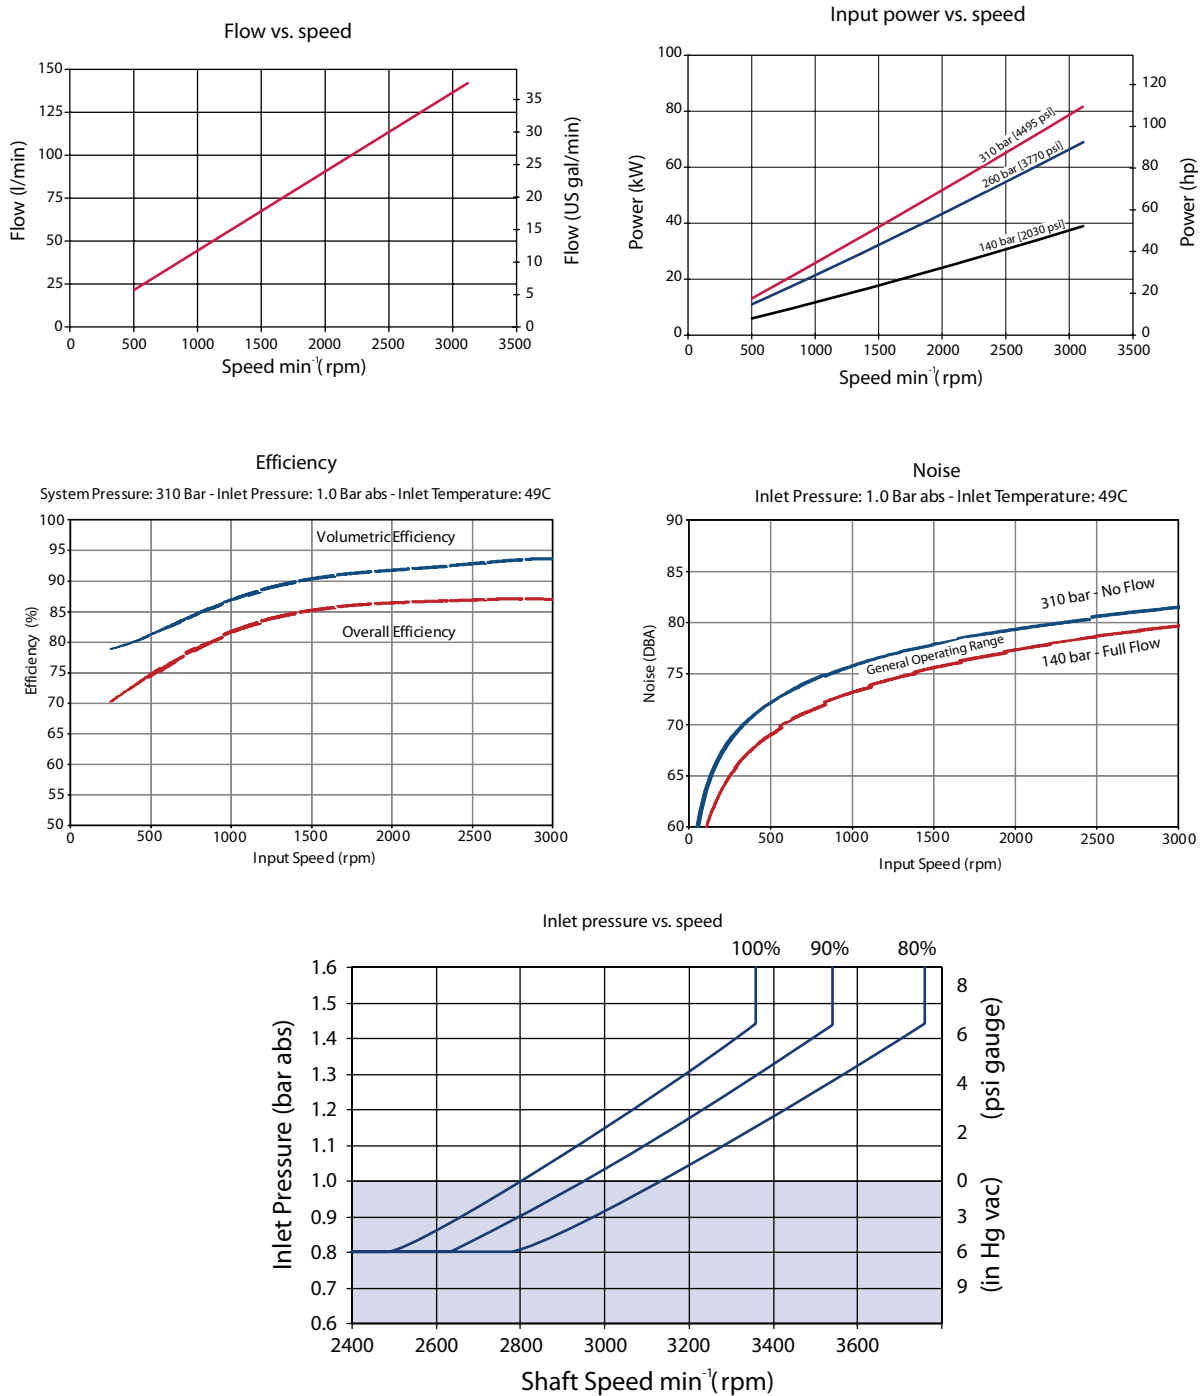 Flow vs. speed
150
125
100
75
50
25
0
Flow (l/min)
35
30
25
20
15
10
5
0
Flow (US gal/min)
0 500 1000 1500 2000 2500 3000 3500
Speed min-1(rpm)
Input power vs. speed
100
80
60
40
20
0
Power (kW)
310 bar [4495 psi]
260 bar [3770 psi]
140 bar [2030 psi]
120
100
80
60
40
20
0
Power (hp)
0 500 1000 1500 2000 2500 3000 3500
Speed min-1(rpm)
Efficiency
System Pressure: 310 Bar - Inlet Pressure: 1.0 Bar abs - Inlet Temperature: 49C
100
95
90
85
80
75
70
65
60
55
50
Efficiency (%)
Volumetric Efficiency
Overall Efficiency
0 500 1000 1500 2000 2500 3000
Input Speed (rpm)
Noise
Inlet Pressure: 1.0 Bar abs - Inlet Temperature: 49C
90
85
80
75
70
65
60
Noise (DBA)
310 bar - No Flow
General Operating Range
140 bar - Full Flow
0 500 1000 1500 2000 2500 3000
Input Speed (rpm)
Inlet pressure vs. speed
100% 90% 80%
1.6
1.5
1.4
1.3
1.2
1.1
1.0
0.9
0.8
0.7
0.6
Inlet Pressure (bar abs)
8
6
4
2
0
3
6
9
(psi gauge)
(in Hg vac)
2400 2600 2800 3000 3200 3400 3600
Shaft Speed min-1(rpm)